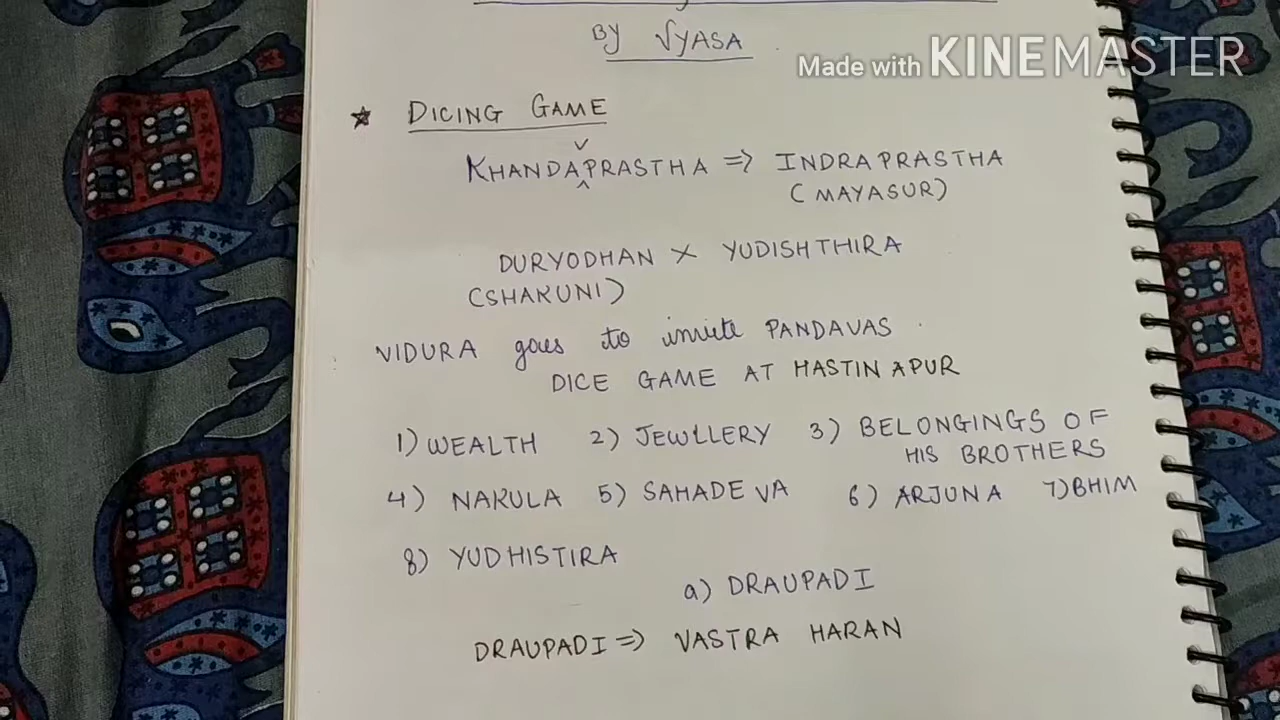 By VYASA
Made with KINEMASTER
☆ DICING GAME
V
KHANDAPRASTHA => INDRAPRASTHA
^
(MAYASUR)
DURYODHAN X YUDISHTHIRA
(SHAKUNI)
VIDURA goes to invite PANDAVAS
DICE GAME AT HASTINAPUR
1) WEALTH 2) JEWLLERY 3) BELONGINGS OF
HIS BROTHERS
4) NAKULA 5) SAHADEVA 6) ARJUNA 7) BHIM
8) YUDHISTIRA
a) DRAUPADI
DRAUPADI => VASTRA HARAN